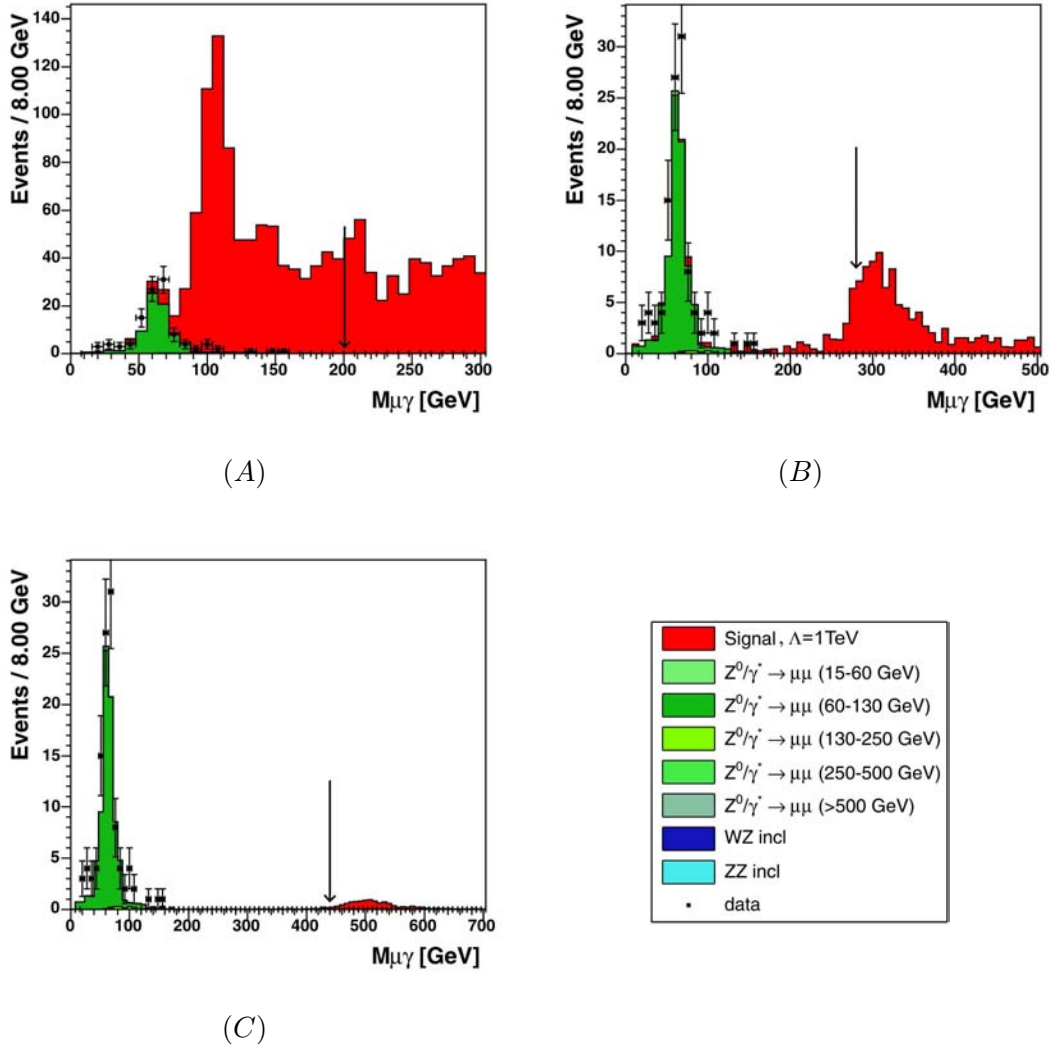 Events / 8.00 GeV
140
120
100
80
60
40
20
0
0 50 100 150 200 250 300
Mμγ [GeV]
(A)
Events / 8.00 GeV
30
25
20
15
10
5
0
0 100 200 300 400 500
Mμγ [GeV]
(B)
Events / 8.00 GeV
30
25
20
15
10
5
0
0 100 200 300 400 500 600 700
Mμγ [GeV]
(C)
Signal, Λ=1TeV
Z⁰/γ* → μμ (15-60 GeV)
Z⁰/γ* → μμ (60-130 GeV)
Z⁰/γ* → μμ (130-250 GeV)
Z⁰/γ* → μμ (250-500 GeV)
Z⁰/γ* → μμ (>500 GeV)
WZ incl
ZZ incl
data